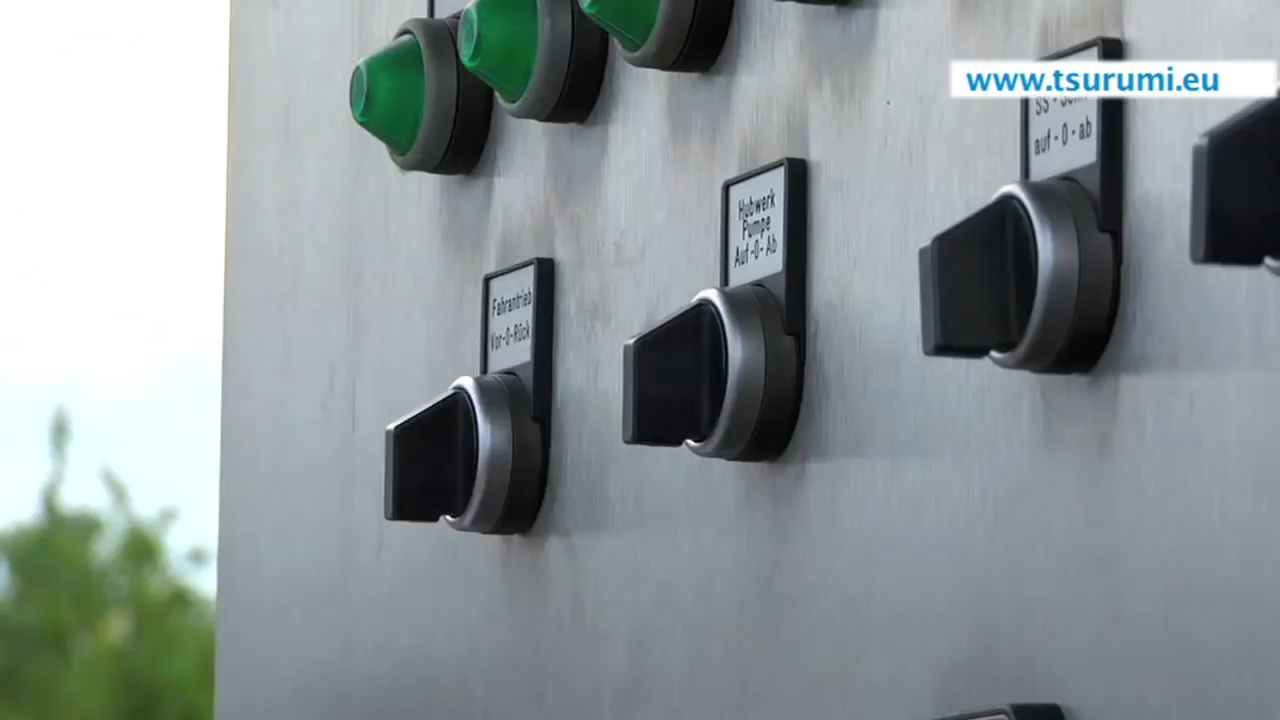 www.tsurumi.eu
auf - 0 - ab
Hubwerk
Pumpe
Auf -0- Ab
Fahrantrieb
Vor-0-Rück